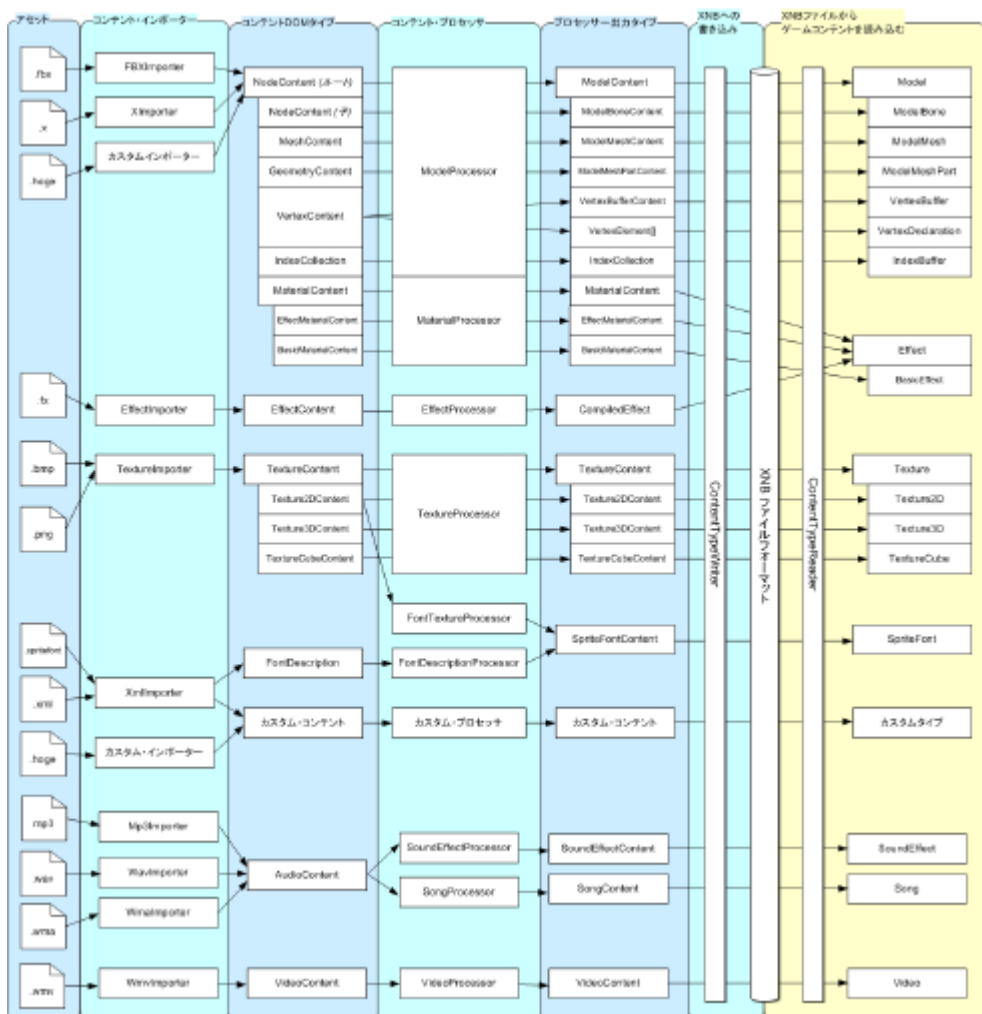 アセット
コンテント・インポーター
コンテントDOMタイプ
コンテント・プロセッサ
プロセッサー出力タイプ
XNBへの
書き込み
XNBファイルから
ゲームコンテントを読み込む
.fbx
FBXImporter
.x
XImporter
.hoge
カスタムインポーター
NodeContent (ルート)
NodeContent (子)
MeshContent
GeometryContent
VertexContent
IndexCollection
MaterialContent
EffectMaterialContent
BasicMaterialContent
ModelProcessor
MaterialProcessor
ModelContent
ModelBoneContent
ModelMeshContent
ModelMeshPartContent
VertexBufferContent
VertexElement[]
IndexCollection
MaterialContent
EffectMaterialContent
BasicMaterialContent
Model
ModelBone
ModelMesh
ModelMeshPart
VertexBuffer
VertexDeclaration
IndexBuffer
Effect
BasicEffect
.fx
EffectImporter
EffectContent
EffectProcessor
CompiledEffect
.bmp
.png
TextureImporter
TextureContent
Texture2DContent
Texture3DContent
TextureCubeContent
TextureProcessor
TextureContent
Texture2DContent
Texture3DContent
TextureCubeContent
Texture
Texture2D
Texture3D
TextureCube
ContentTypeWriter
XNB ファイルフォーマット
ContentTypeReader
FontTextureProcessor
SpriteFontContent
SpriteFont
.spritefont
.xml
.hoge
XmlImporter
カスタム・インポーター
FontDescription
FontDescriptionProcessor
カスタム・コンテント
カスタム・プロセッサ
カスタム・コンテント
カスタムタイプ
.mp3
Mp3Importer
.wav
WavImporter
.wma
WmaImporter
AudioContent
SoundEffectProcessor
SoundEffectContent
SoundEffect
SongProcessor
SongContent
Song
.wmv
WmvImporter
VideoContent
VideoProcessor
VideoContent
Video